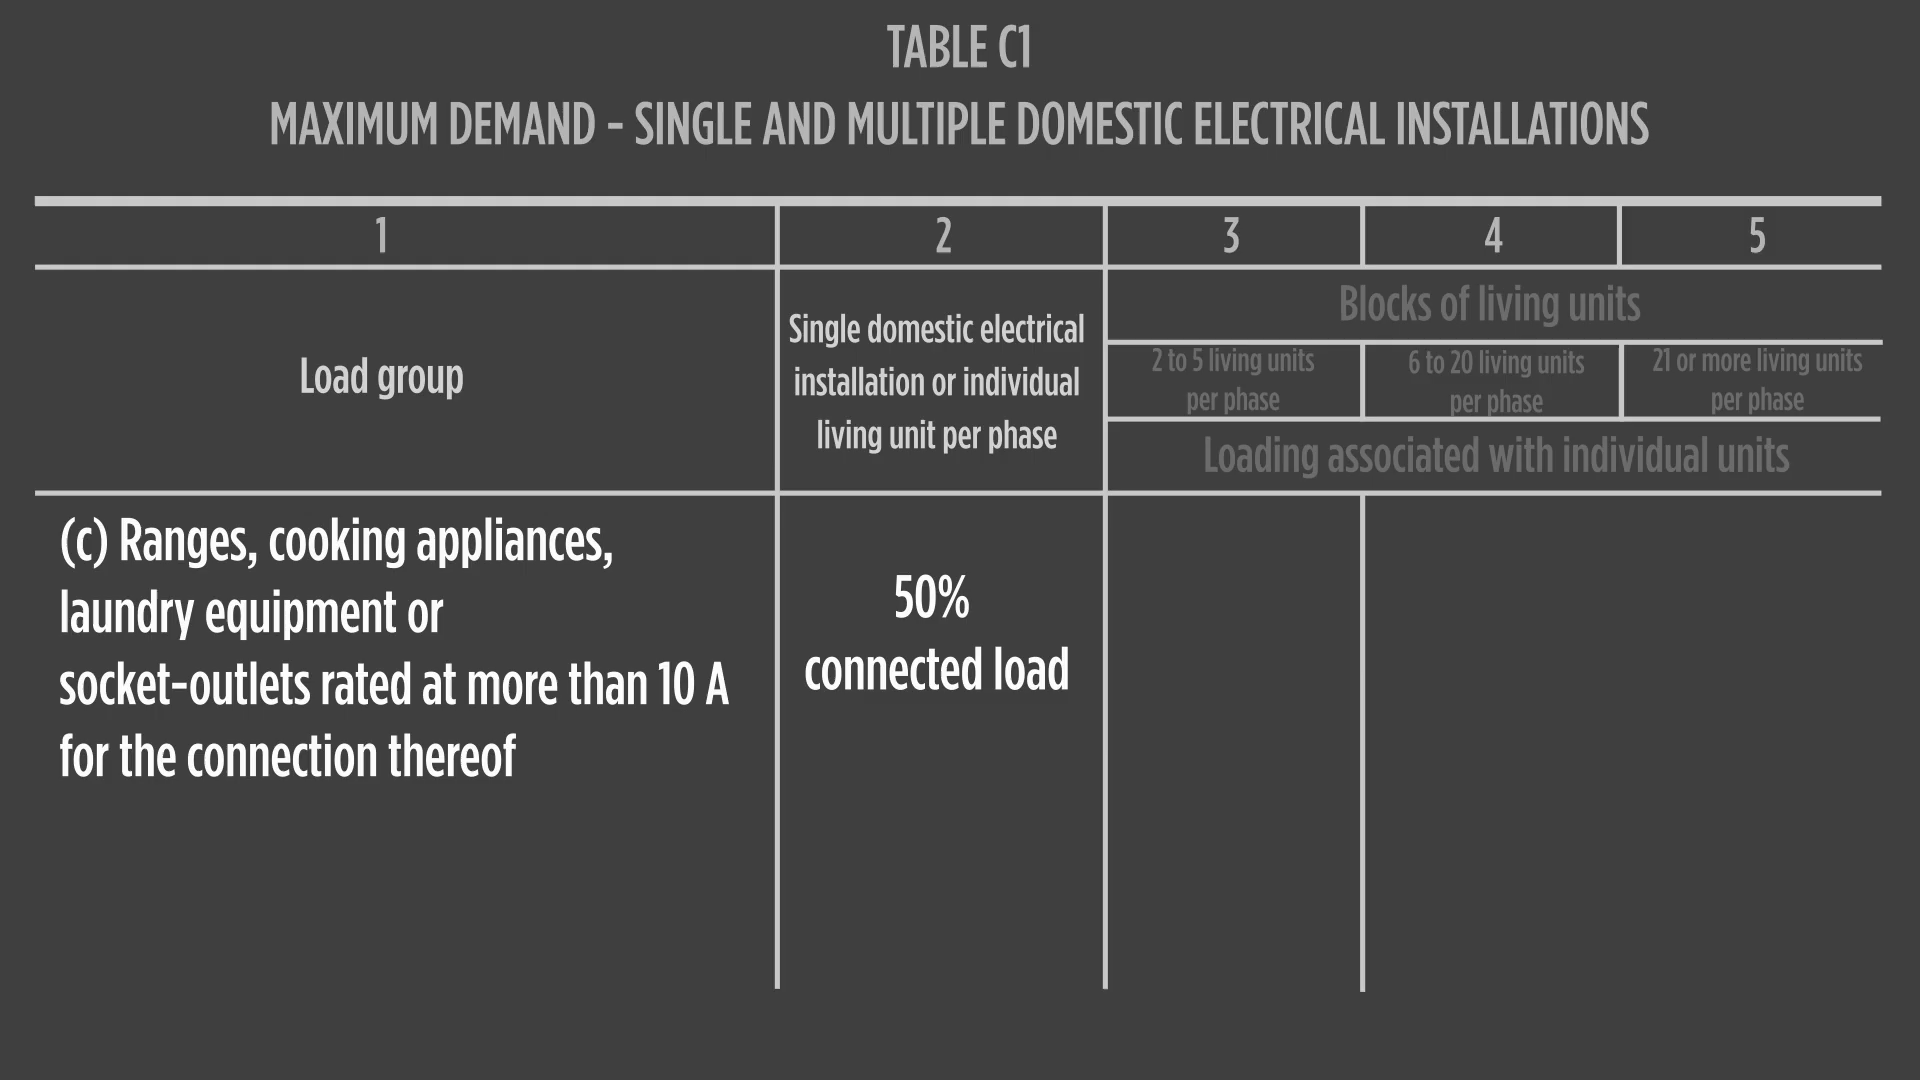 TABLE C1
MAXIMUM DEMAND - SINGLE AND MULTIPLE DOMESTIC ELECTRICAL INSTALLATIONS
1
2
3
4
5
Load group
Single domestic electrical
installation or individual
living unit per phase
Blocks of living units
2 to 5 living units
per phase
6 to 20 living units
per phase
21 or more living units
per phase
Loading associated with individual units
(c) Ranges, cooking appliances,
laundry equipment or
socket-outlets rated at more than 10 A
for the connection thereof
50%
connected load